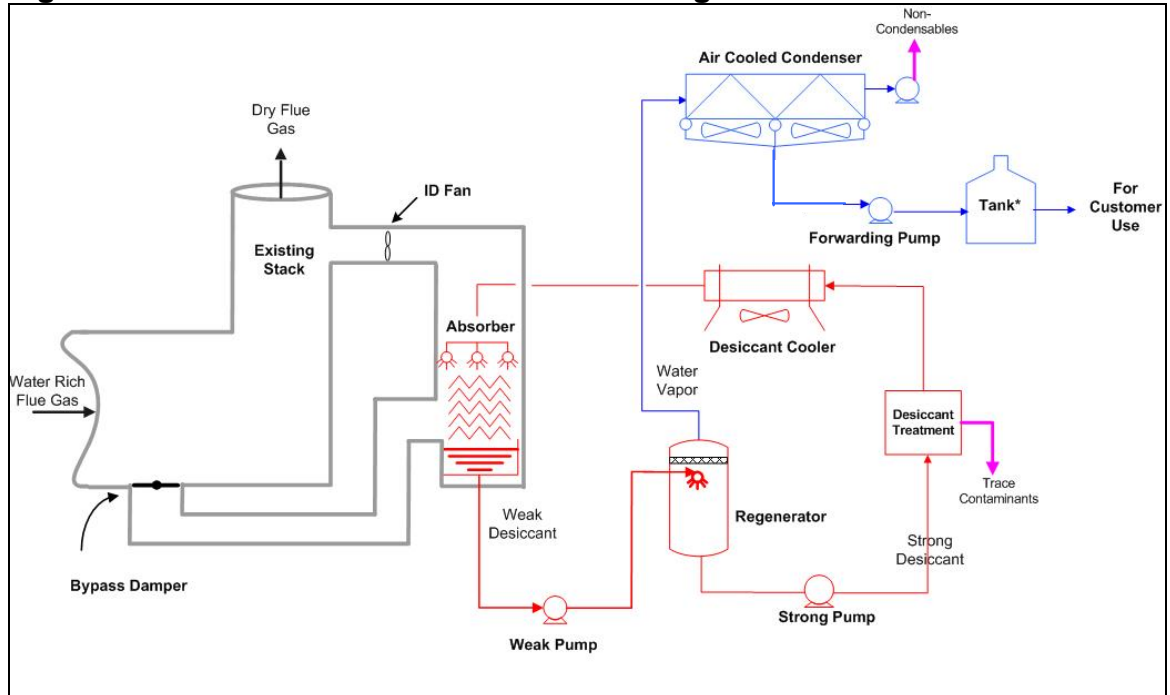 Non-
Condensables
Air Cooled Condenser
Dry Flue
Gas
ID Fan
Existing
Stack
Tank*
For
Customer
Use
Forwarding Pump
Absorber
Desiccant Cooler
Water Rich
Flue Gas
Water
Vapor
Desiccant
Treatment
Trace
Contaminants
Weak
Desiccant
Regenerator
Strong
Desiccant
Bypass Damper
Weak Pump
Strong Pump